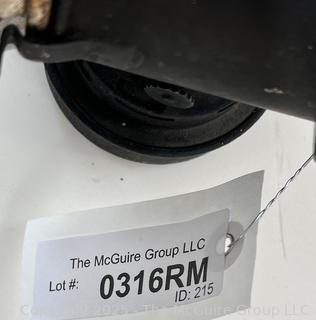 The McGuire Group LLC
Lot #: 0316RM
ID: 215